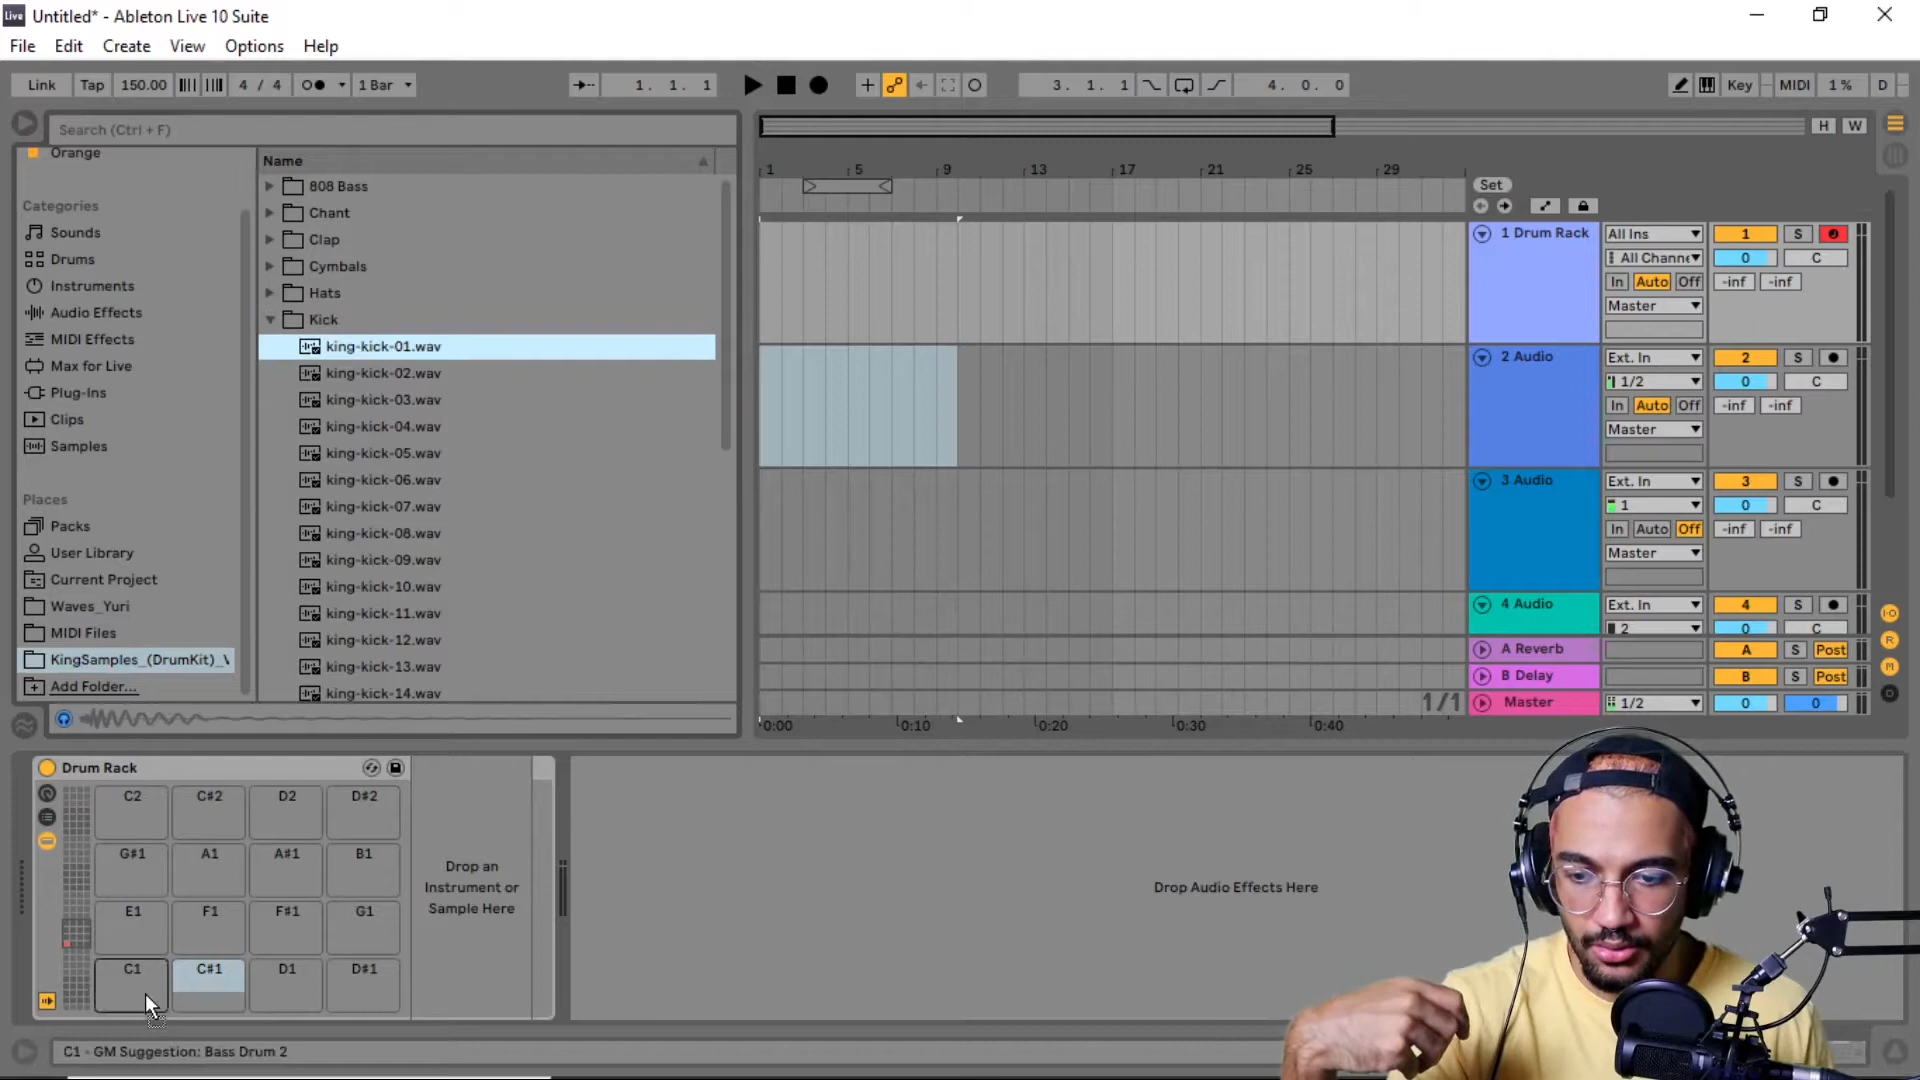 Live Untitled* - Ableton Live 10 Suite
File Edit Create View Options Help
Link Tap 150.00 4 / 4 1 Bar 1. 1. 1 3. 1. 1 4. 0. 0 Key MIDI 1 % D
Search (Ctrl + F)
H W
Orange
Categories
Sounds
Drums
Instruments
Audio Effects
MIDI Effects
Max for Live
Plug-Ins
Clips
Samples
Places
Packs
User Library
Current Project
Waves_Yuri
MIDI Files
KingSamples_(DrumKit)_V
Add Folder...
Name
808 Bass
Chant
Clap
Cymbals
Hats
Kick
king-kick-01.wav
king-kick-02.wav
king-kick-03.wav
king-kick-04.wav
king-kick-05.wav
king-kick-06.wav
king-kick-07.wav
king-kick-08.wav
king-kick-09.wav
king-kick-10.wav
king-kick-11.wav
king-kick-12.wav
king-kick-13.wav
king-kick-14.wav
1 5 9 13 17 21 25 29
Set
1 Drum Rack All Ins 1 S
All Channe 0 C
In Auto Off -inf -inf
Master
2 Audio Ext. In 2 S
1/2 0 C
In Auto Off -inf -inf
Master
3 Audio Ext. In 3 S
1 0 C
In Auto Off -inf -inf
Master
4 Audio Ext. In 4 S
2 0 C
A Reverb A S Post
B Delay B S Post
1/1 Master 1/2 0 0
0:00 0:10 0:20 0:30 0:40
I·O
R
M
D
Drum Rack
C2 C#2 D2 D#2
G#1 A1 A#1 B1
E1 F1 F#1 G1
C1 C#1 D1 D#1
Drop an
Instrument or
Sample Here
Drop Audio Effects Here
C1 - GM Suggestion: Bass Drum 2